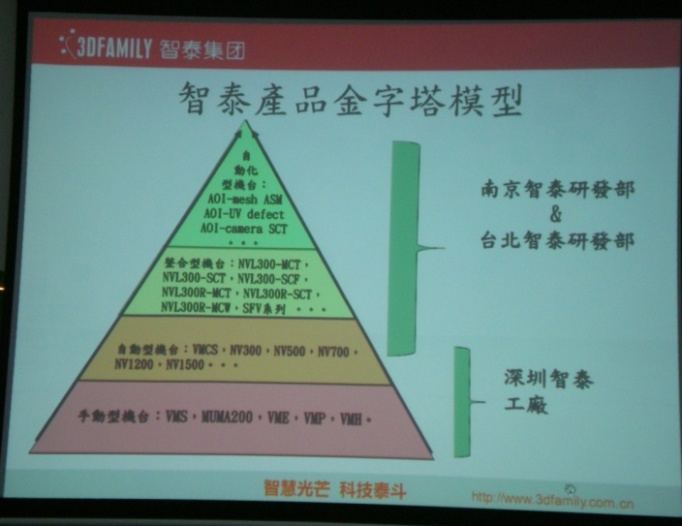 3DFAMILY 智泰集团
智泰產品金字塔模型
自
動化
型機台：
AOI-mesh ASM
AOI-UV defect
AOI-camera SCT
···
整合型機台：NVL300-MCT，
NVL300-SCT，NVL300-SCF，
NVL300R-MCT，NVL300R-SCT，
NVL300R-MCW，SFV系列 ···
自動型機台：VMCS，NV300，NV500，NV700，
NV1200，NV1500···
手動型機台：VMS，MUMA200，VME，VMP，VMH。
南京智泰研發部
&
台北智泰研發部
深圳智泰
工廠
智慧光芒 科技泰斗
http://www.3dfamily.com.cn